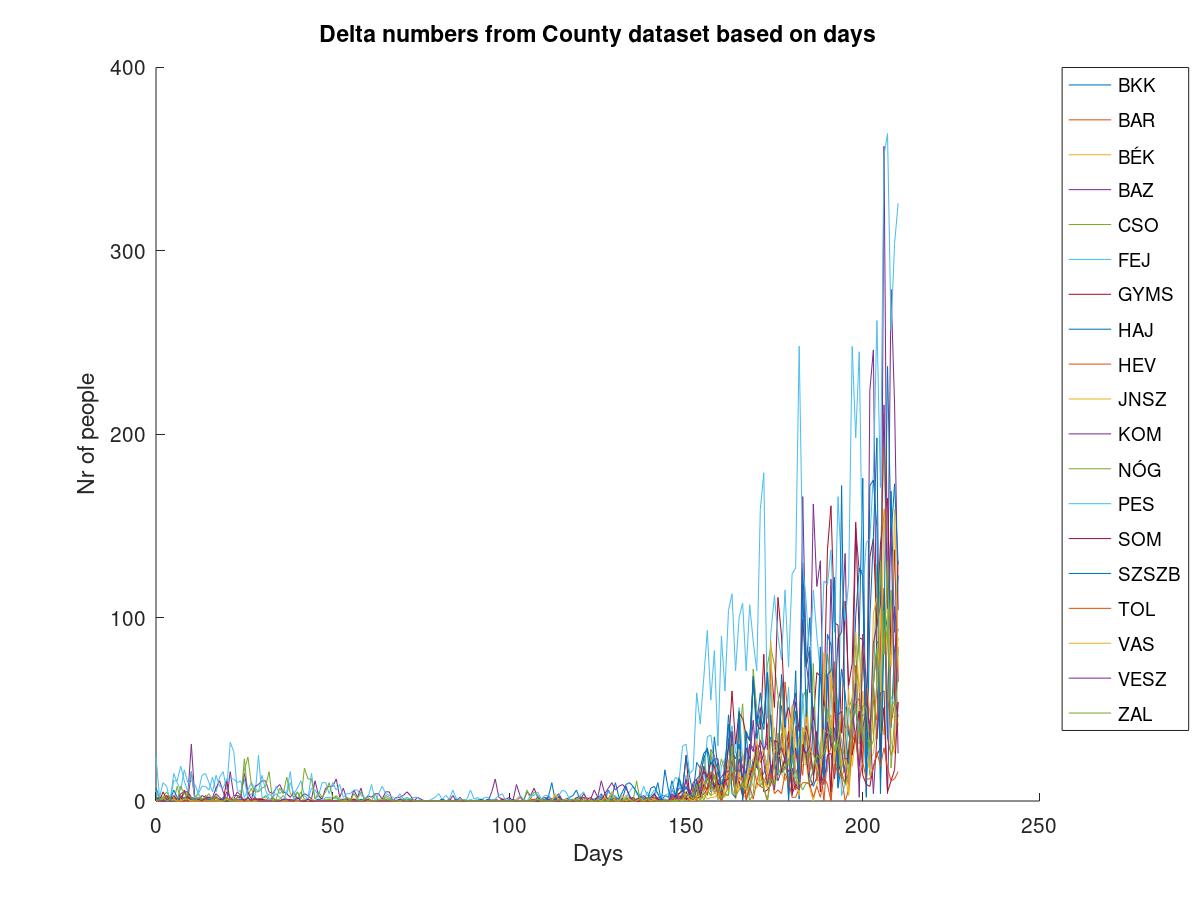 Delta numbers from County dataset based on days
400
300
200
100
0
Nr of people
0 50 100 150 200 250
Days
BKK
BAR
BÉK
BAZ
CSO
FEJ
GYMS
HAJ
HEV
JNSZ
KOM
NÓG
PES
SOM
SZSZB
TOL
VAS
VESZ
ZAL